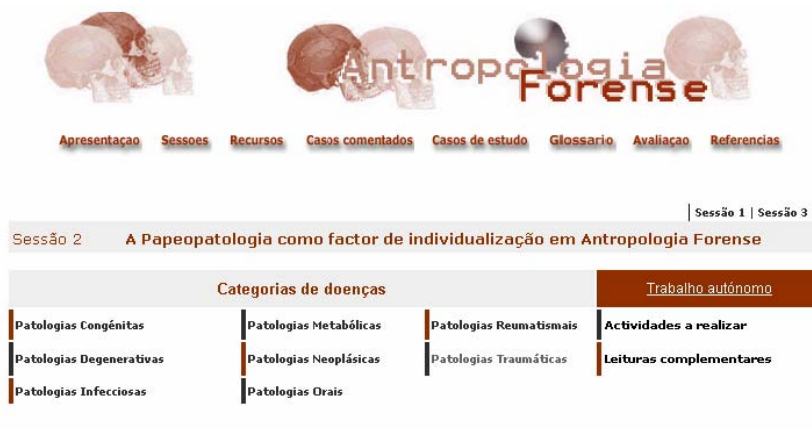 Antropologia
Forense
Apresentaçao Sessoes Recursos Casos comentados Casos de estudo Glossario Avaliaçao Referencias
Sessão 1 | Sessão 3
Sessão 2 A Papeopatologia como factor de individualização em Antropologia Forense
Categorias de doenças Trabalho autónomo
Patologias Congénitas Patologias Metabólicas Patologias Reumatismais Actividades a realizar
Patologias Degenerativas Patologias Neoplásicas Patologias Traumáticas Leituras complementares
Patologias Infecciosas Patologias Orais